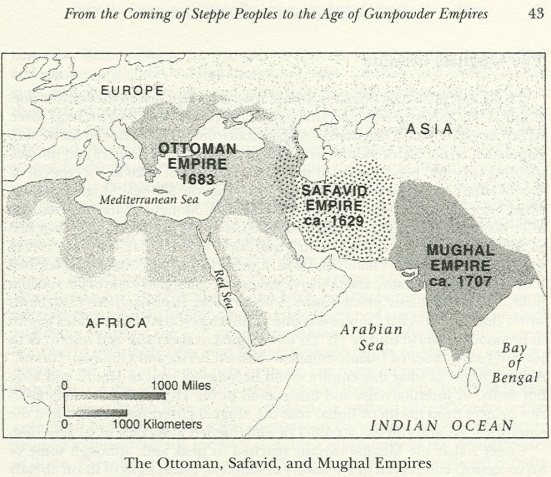 From the Coming of Steppe Peoples to the Age of Gunpowder Empires 43
EUROPE
ASIA
OTTOMAN
EMPIRE
1683
Mediterranean Sea
SAFAVID
EMPIRE
ca. 1629
MUGHAL
EMPIRE
ca. 1707
Red Sea
AFRICA
Arabian
Sea
Bay
of
Bengal
0 1000 Miles
0 1000 Kilometers
INDIAN OCEAN
The Ottoman, Safavid, and Mughal Empires